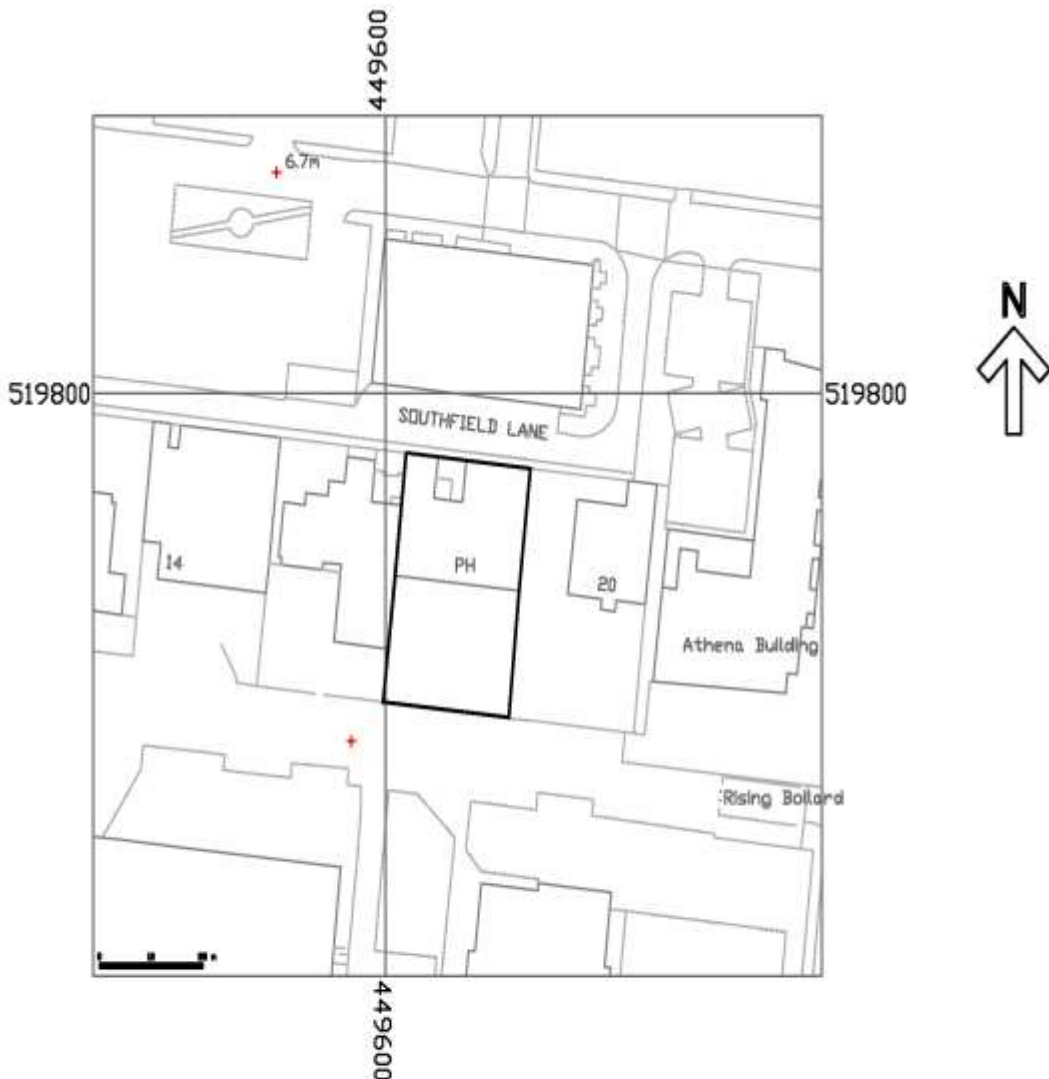 449600
6.7m
N
519800
519800
SOUTHFIELD LANE
14
PH
20
Athena Building
Rising Bollard
449600